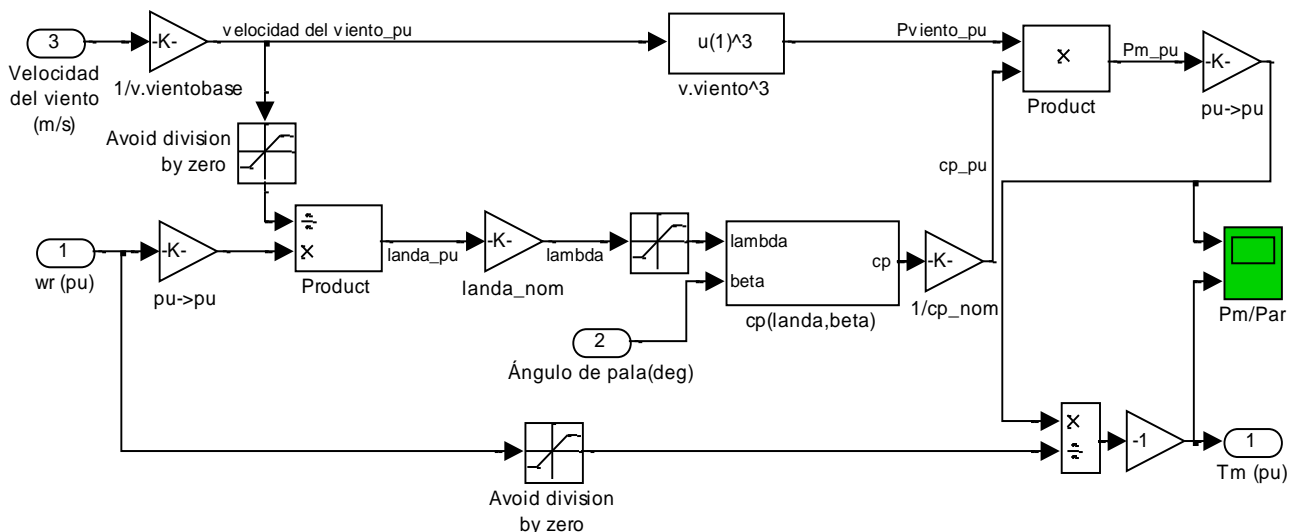 3
Velocidad
del viento
(m/s)
-K-
1/v.vientobase
velocidad del viento_pu
u(1)^3
v.viento^3
Pviento_pu
×
Product
Pm_pu
-K-
pu->pu
Avoid division
by zero
÷
×
Product
1
wr (pu)
-K-
pu->pu
landa_pu
-K-
landa_nom
lambda
lambda
beta
cp
cp(landa,beta)
-K-
1/cp_nom
cp_pu
2
Ángulo de pala(deg)
Pm/Par
Avoid division
by zero
×
÷
-1
1
Tm (pu)